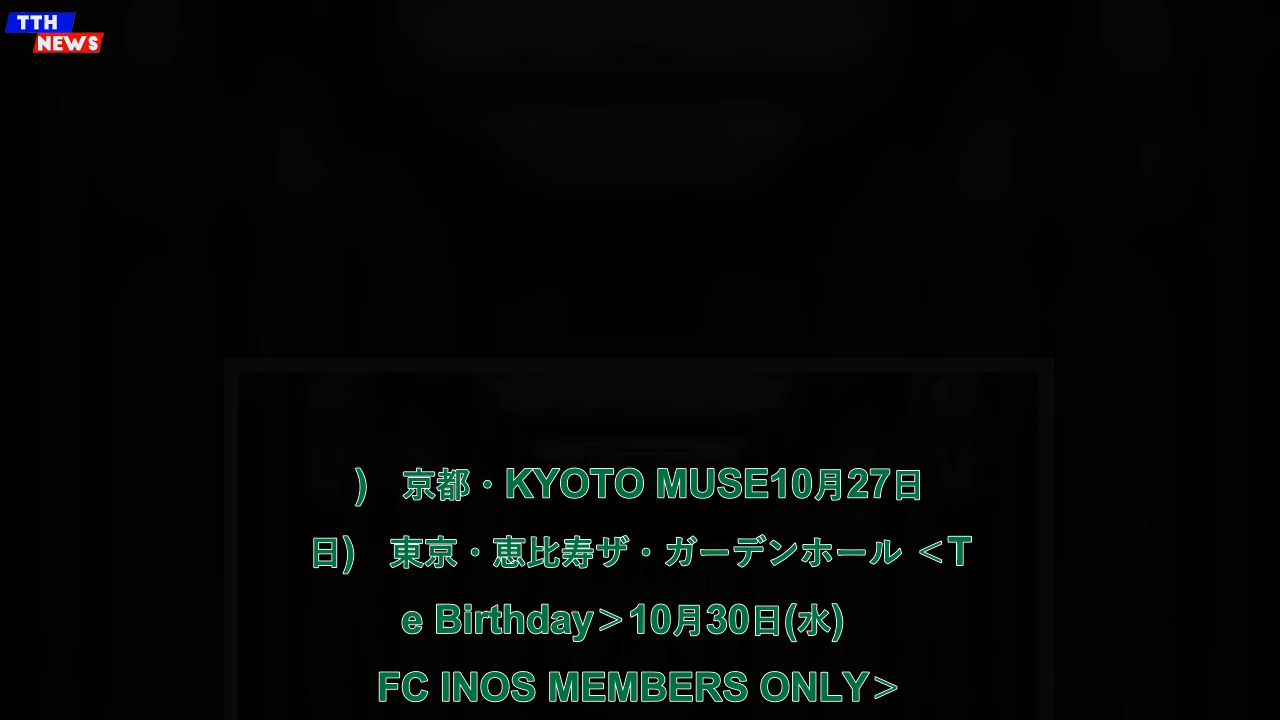 TTH
NEWS
)　京都・KYOTO MUSE10月27日
日)　東京・恵比寿ザ・ガーデンホール ＜T
e Birthday＞10月30日(水)
FC INOS MEMBERS ONLY＞